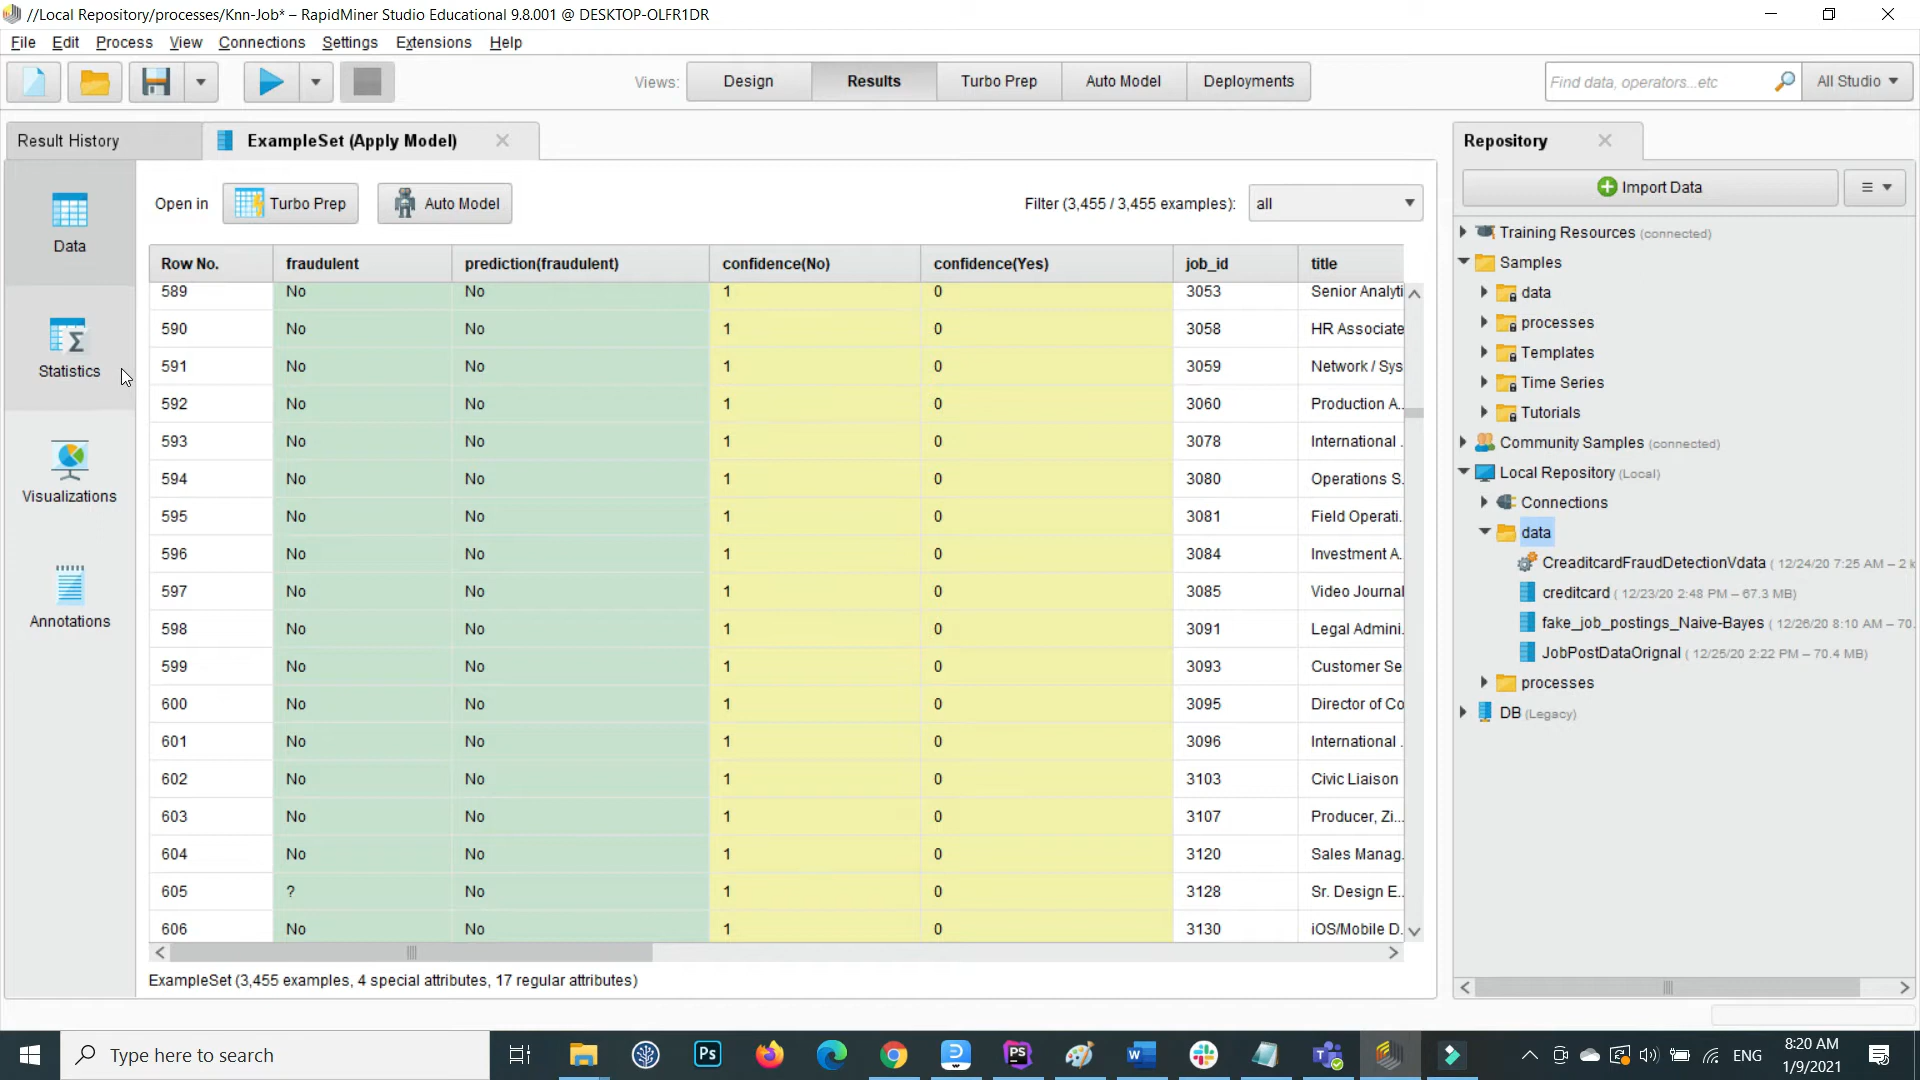 //Local Repository/processes/Knn-Job* – RapidMiner Studio Educational 9.8.001 @ DESKTOP-OLFR1DR
File Edit Process View Connections Settings Extensions Help
Views: Design Results Turbo Prep Auto Model Deployments
Find data, operators...etc All Studio
Result History
ExampleSet (Apply Model)
Data
Statistics
Visualizations
Annotations
Open in Turbo Prep Auto Model
Filter (3,455 / 3,455 examples): all
Row No. fraudulent prediction(fraudulent) confidence(No) confidence(Yes) job_id title
589 No No 1 0 3053 Senior Analyti
590 No No 1 0 3058 HR Associate
591 No No 1 0 3059 Network / Sys
592 No No 1 0 3060 Production A..
593 No No 1 0 3078 International .
594 No No 1 0 3080 Operations S.
595 No No 1 0 3081 Field Operati.
596 No No 1 0 3084 Investment A.
597 No No 1 0 3085 Video Journal
598 No No 1 0 3091 Legal Admini.
599 No No 1 0 3093 Customer Se
600 No No 1 0 3095 Director of Co
601 No No 1 0 3096 International .
602 No No 1 0 3103 Civic Liaison
603 No No 1 0 3107 Producer, Zi...
604 No No 1 0 3120 Sales Manag.
605 ? No 1 0 3128 Sr. Design E..
606 No No 1 0 3130 iOS/Mobile D.
ExampleSet (3,455 examples, 4 special attributes, 17 regular attributes)
Repository
Import Data
Training Resources (connected)
Samples
data
processes
Templates
Time Series
Tutorials
Community Samples (connected)
Local Repository (Local)
Connections
data
CreaditcardFraudDetectionVdata ( 12/24/20 7:25 AM – 2 k
creditcard ( 12/23/20 2:48 PM – 67.3 MB)
fake_job_postings_Naive-Bayes ( 12/26/20 8:10 AM – 70.
JobPostDataOrignal ( 12/25/20 2:22 PM – 70.4 MB)
processes
DB (Legacy)
Type here to search
Ps
PS
W
ENG
8:20 AM
1/9/2021